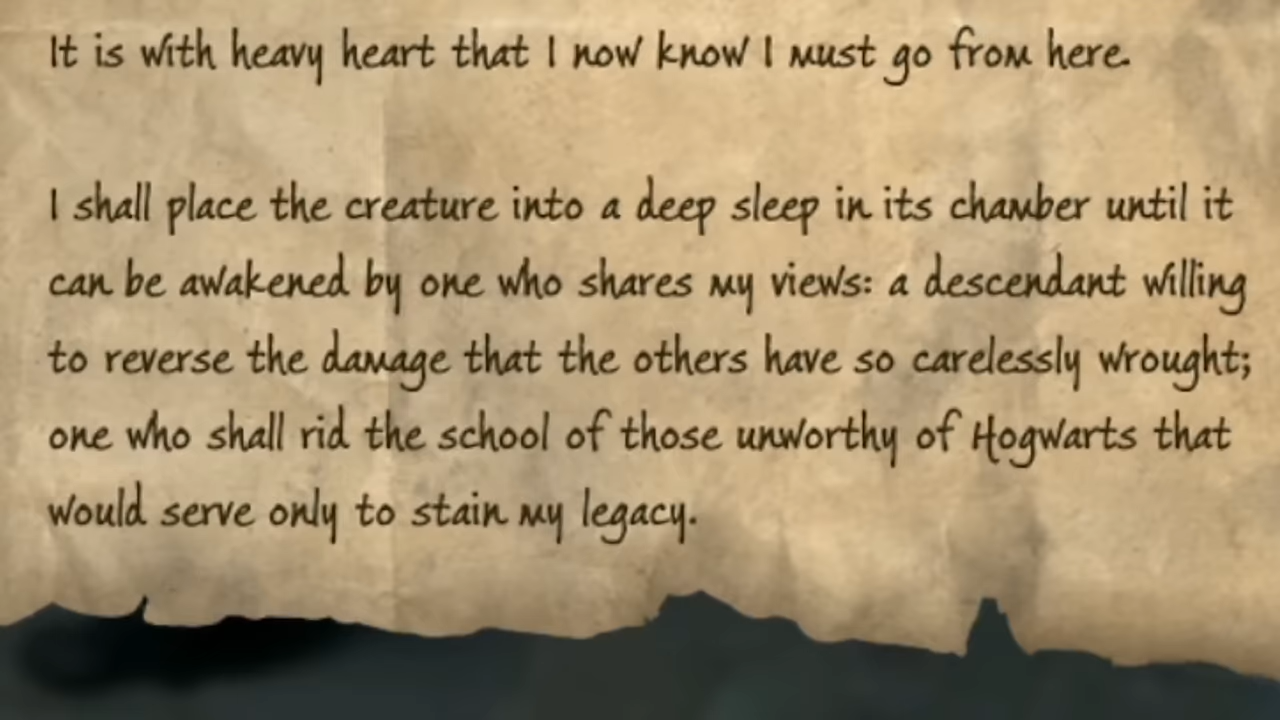 It is with heavy heart that I now know I must go from here.
I shall place the creature into a deep sleep in its chamber until it
can be awakened by one who shares my views: a descendant willing
to reverse the damage that the others have so carelessly wrought;
one who shall rid the school of those unworthy of Hogwarts that
would serve only to stain my legacy.